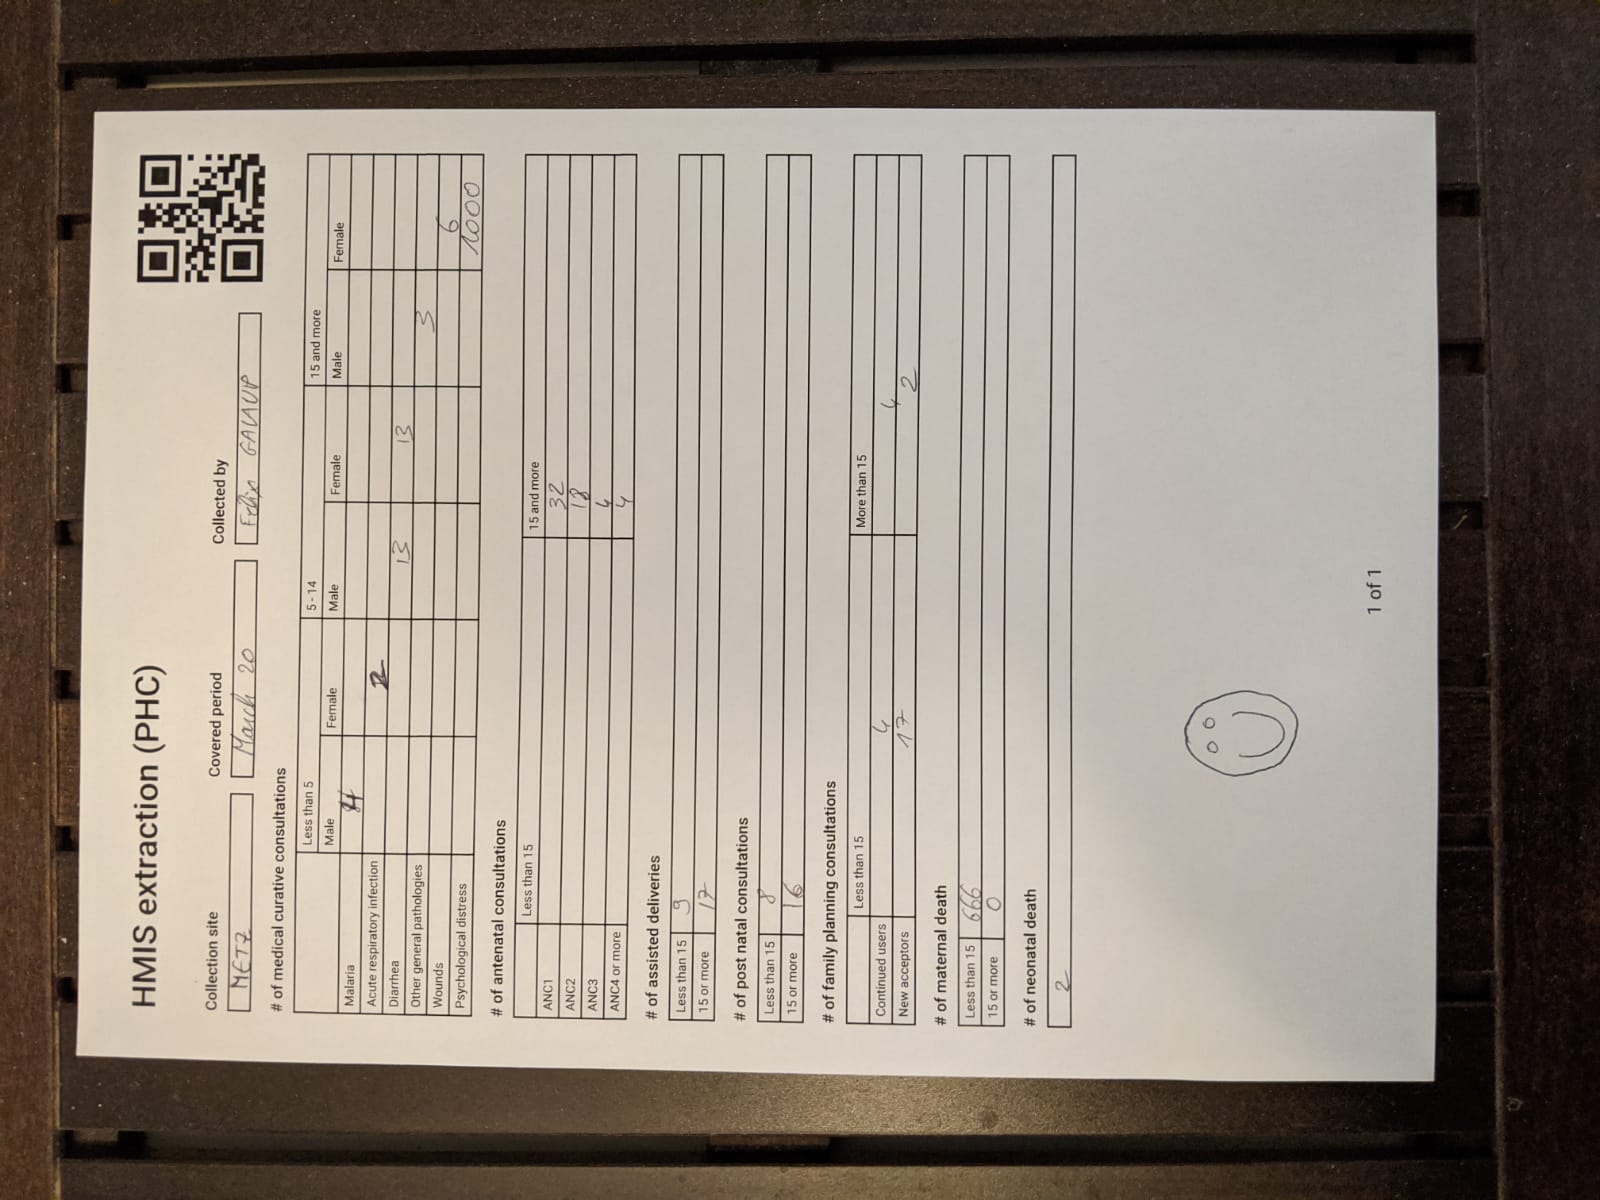 HMIS extraction (PHC)
Collection site Covered period Collected by
METZ March 20 Félix GALAUP
# of medical curative consultations
Less than 5 5 - 14 15 and more
Male Female Male Female Male Female
Malaria 4
Acute respiratory infection 2
Diarrhea 13 13
Other general pathologies 3
Wounds 6
Psychological distress 1000
# of antenatal consultations
Less than 15 15 and more
ANC1 32
ANC2 18
ANC3 4
ANC4 or more 4
# of assisted deliveries
Less than 15 9
15 or more 17
# of post natal consultations
Less than 15 8
15 or more 16
# of family planning consultations
Less than 15 More than 15
Continued users 4 4
New acceptors 17 2
# of maternal death
Less than 15 666
15 or more 0
# of neonatal death
2
1 of 1